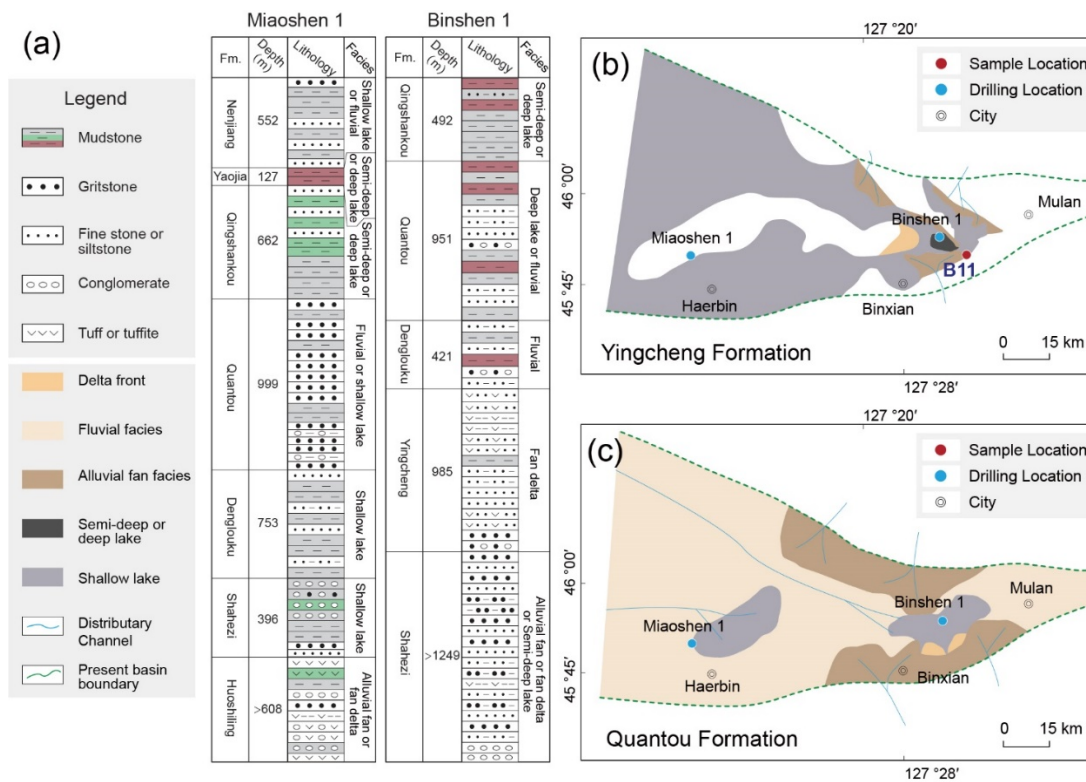 (a)
Legend
Mudstone
Gritstone
Fine stone or
siltstone
Conglomerate
Tuff or tuffite
Delta front
Fluvial facies
Alluvial fan facies
Semi-deep or
deep lake
Shallow lake
Distributary
Channel
Present basin
boundary
Miaoshen 1
Fm.
Depth
(m)
Lithology
Facies
Nenjiang
552
Shallow lake
or fluvial
Yaojia
127
Semi-deep
or deep lake
Qingshankou
662
Semi-deep or
deep lake
Quantou
999
Fluvial or shallow lake
Denglouku
753
Shallow lake
Shahezi
396
Shallow lake
Huoshiling
>608
Alluvial fan or
fan delta
Binshen 1
Fm.
Depth
(m)
Lithology
Facies
Qingshankou
492
Semi-deep or
deep lake
Quantou
951
Deep lake or fluvial
Denglouku
421
Fluvial
Yingcheng
985
Fan delta
Shahezi
>1249
Alluvial fan or fan delta
or Semi-deep lake
127 °20′
(b)
Sample Location
Drilling Location
City
46 °00′
45 °45′
Mulan
Binshen 1
Miaoshen 1
B11
Haerbin
Binxian
0 15 km
Yingcheng Formation
127 °28′
127 °20′
(c)
Sample Location
Drilling Location
City
46 °00′
45 °45′
Mulan
Binshen 1
Miaoshen 1
Haerbin
Binxian
0 15 km
Quantou Formation
127 °28′